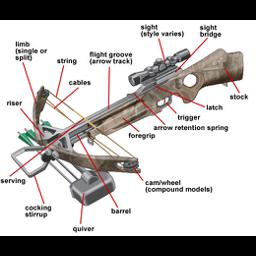 sight
(style varies)
sight
bridge
limb
(single or
split)
string
flight groove
(arrow track)
cables
riser
latch
stock
trigger
foregrip
arrow retention spring
serving
cam/wheel
(compound models)
cocking
stirrup
barrel
quiver